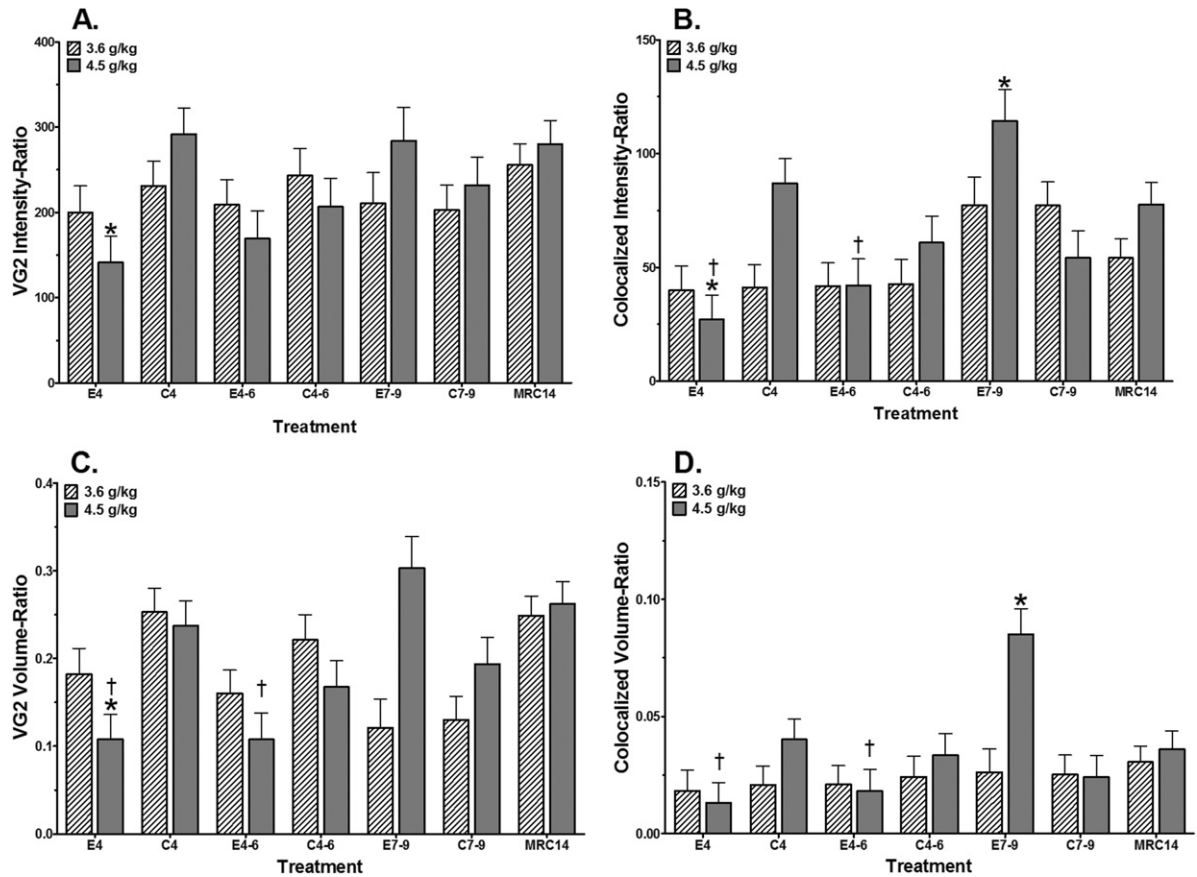 A.
VG2 Intensity-Ratio
400
300
200
100
0
3.6 g/kg
4.5 g/kg
*
E4
C4
E4-6
C4-6
E7-9
C7-9
MRC14
Treatment
B.
Colocalized Intensity-Ratio
150
100
50
0
3.6 g/kg
4.5 g/kg
†
*
†
*
E4
C4
E4-6
C4-6
E7-9
C7-9
MRC14
Treatment
C.
VG2 Volume-Ratio
0.4
0.3
0.2
0.1
0.0
3.6 g/kg
4.5 g/kg
†
*
†
E4
C4
E4-6
C4-6
E7-9
C7-9
MRC14
Treatment
D.
Colocalized Volume-Ratio
0.15
0.10
0.05
0.00
3.6 g/kg
4.5 g/kg
†
†
*
E4
C4
E4-6
C4-6
E7-9
C7-9
MRC14
Treatment